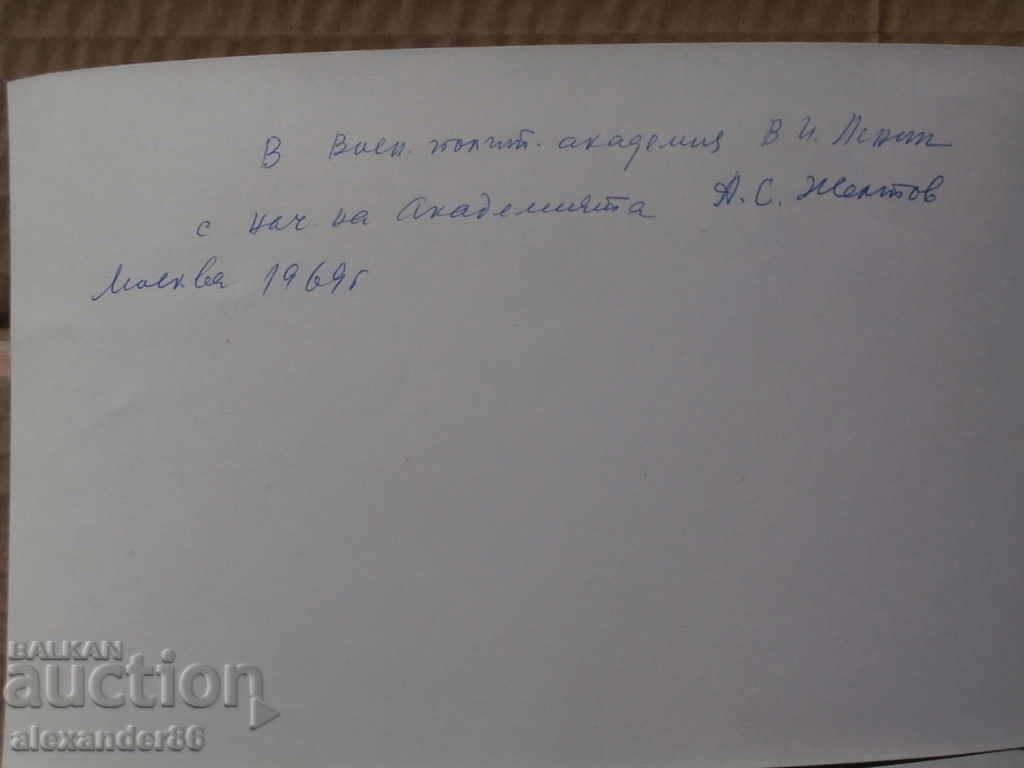 В Воен. полит. академия В И Ленин
с нач. на Академията А. С. Желтов
Москва 1969г
BALKAN
auction
alexander86